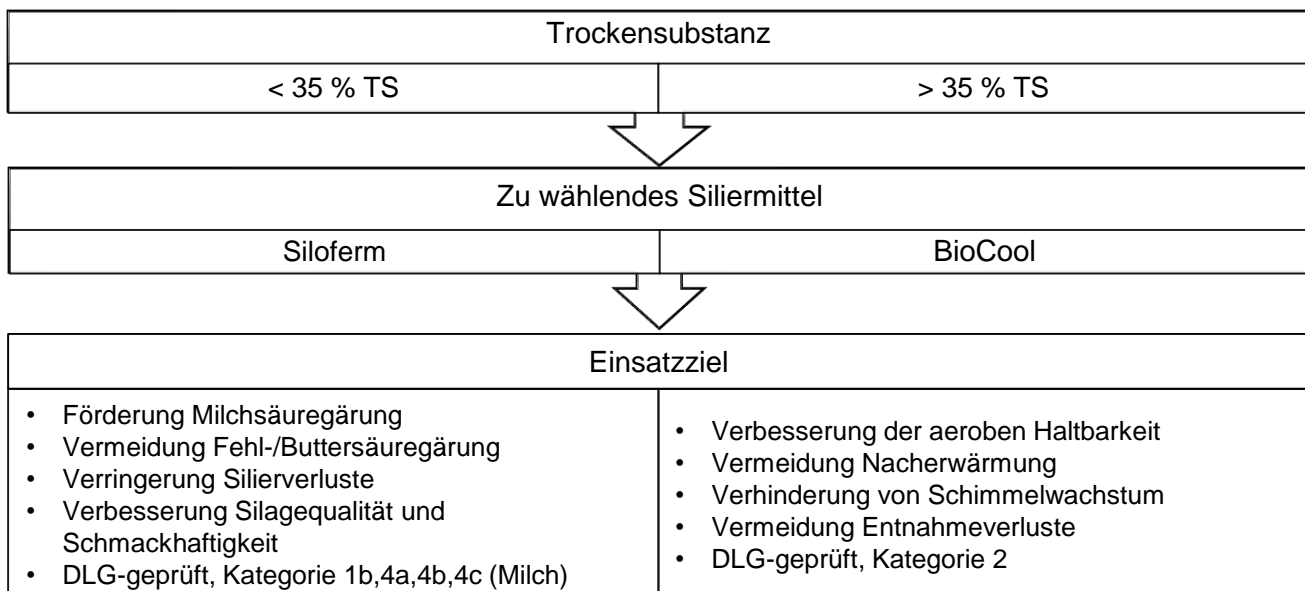 Trockensubstanz
< 35 % TS
> 35 % TS
Zu wählendes Siliermittel
Siloferm
BioCool
Einsatzziel
• Förderung Milchsäuregärung
• Vermeidung Fehl-/Buttersäuregärung
• Verringerung Silierverluste
• Verbesserung Silagequalität und
Schmackhaftigkeit
• DLG-geprüft, Kategorie 1b,4a,4b,4c (Milch)
• Verbesserung der aeroben Haltbarkeit
• Vermeidung Nacherwärmung
• Verhinderung von Schimmelwachstum
• Vermeidung Entnahmeverluste
• DLG-geprüft, Kategorie 2